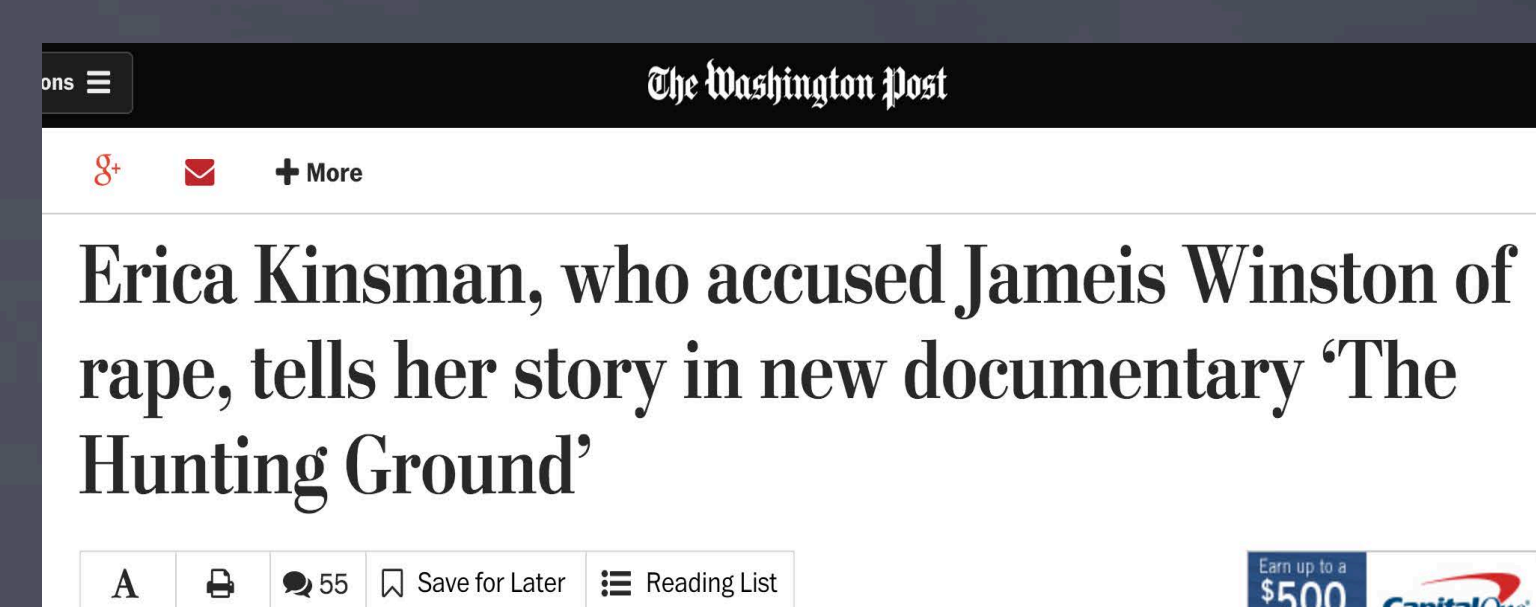 ons
The Washington Post
g+
+ More
Erica Kinsman, who accused Jameis Winston of
rape, tells her story in new documentary ‘The
Hunting Ground’
A 55 Save for Later Reading List
Earn up to a
$500
CapitalOne